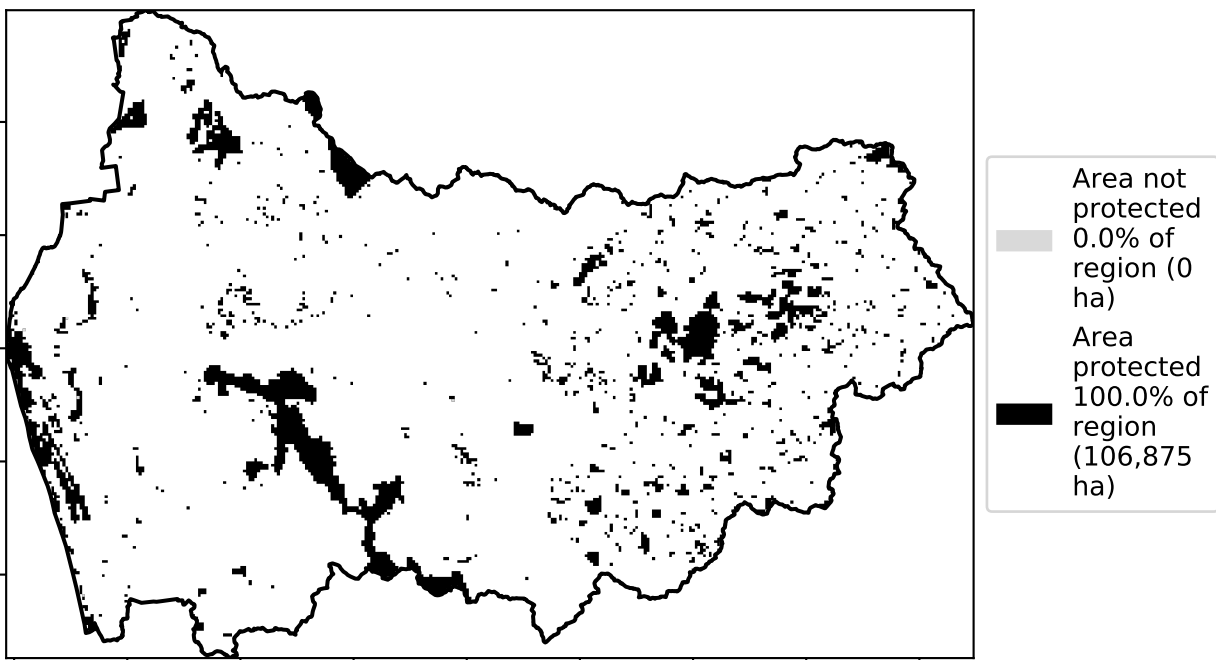 Area not
protected
0.0% of
region (0
ha)
Area
protected
100.0% of
region
(106,875
ha)